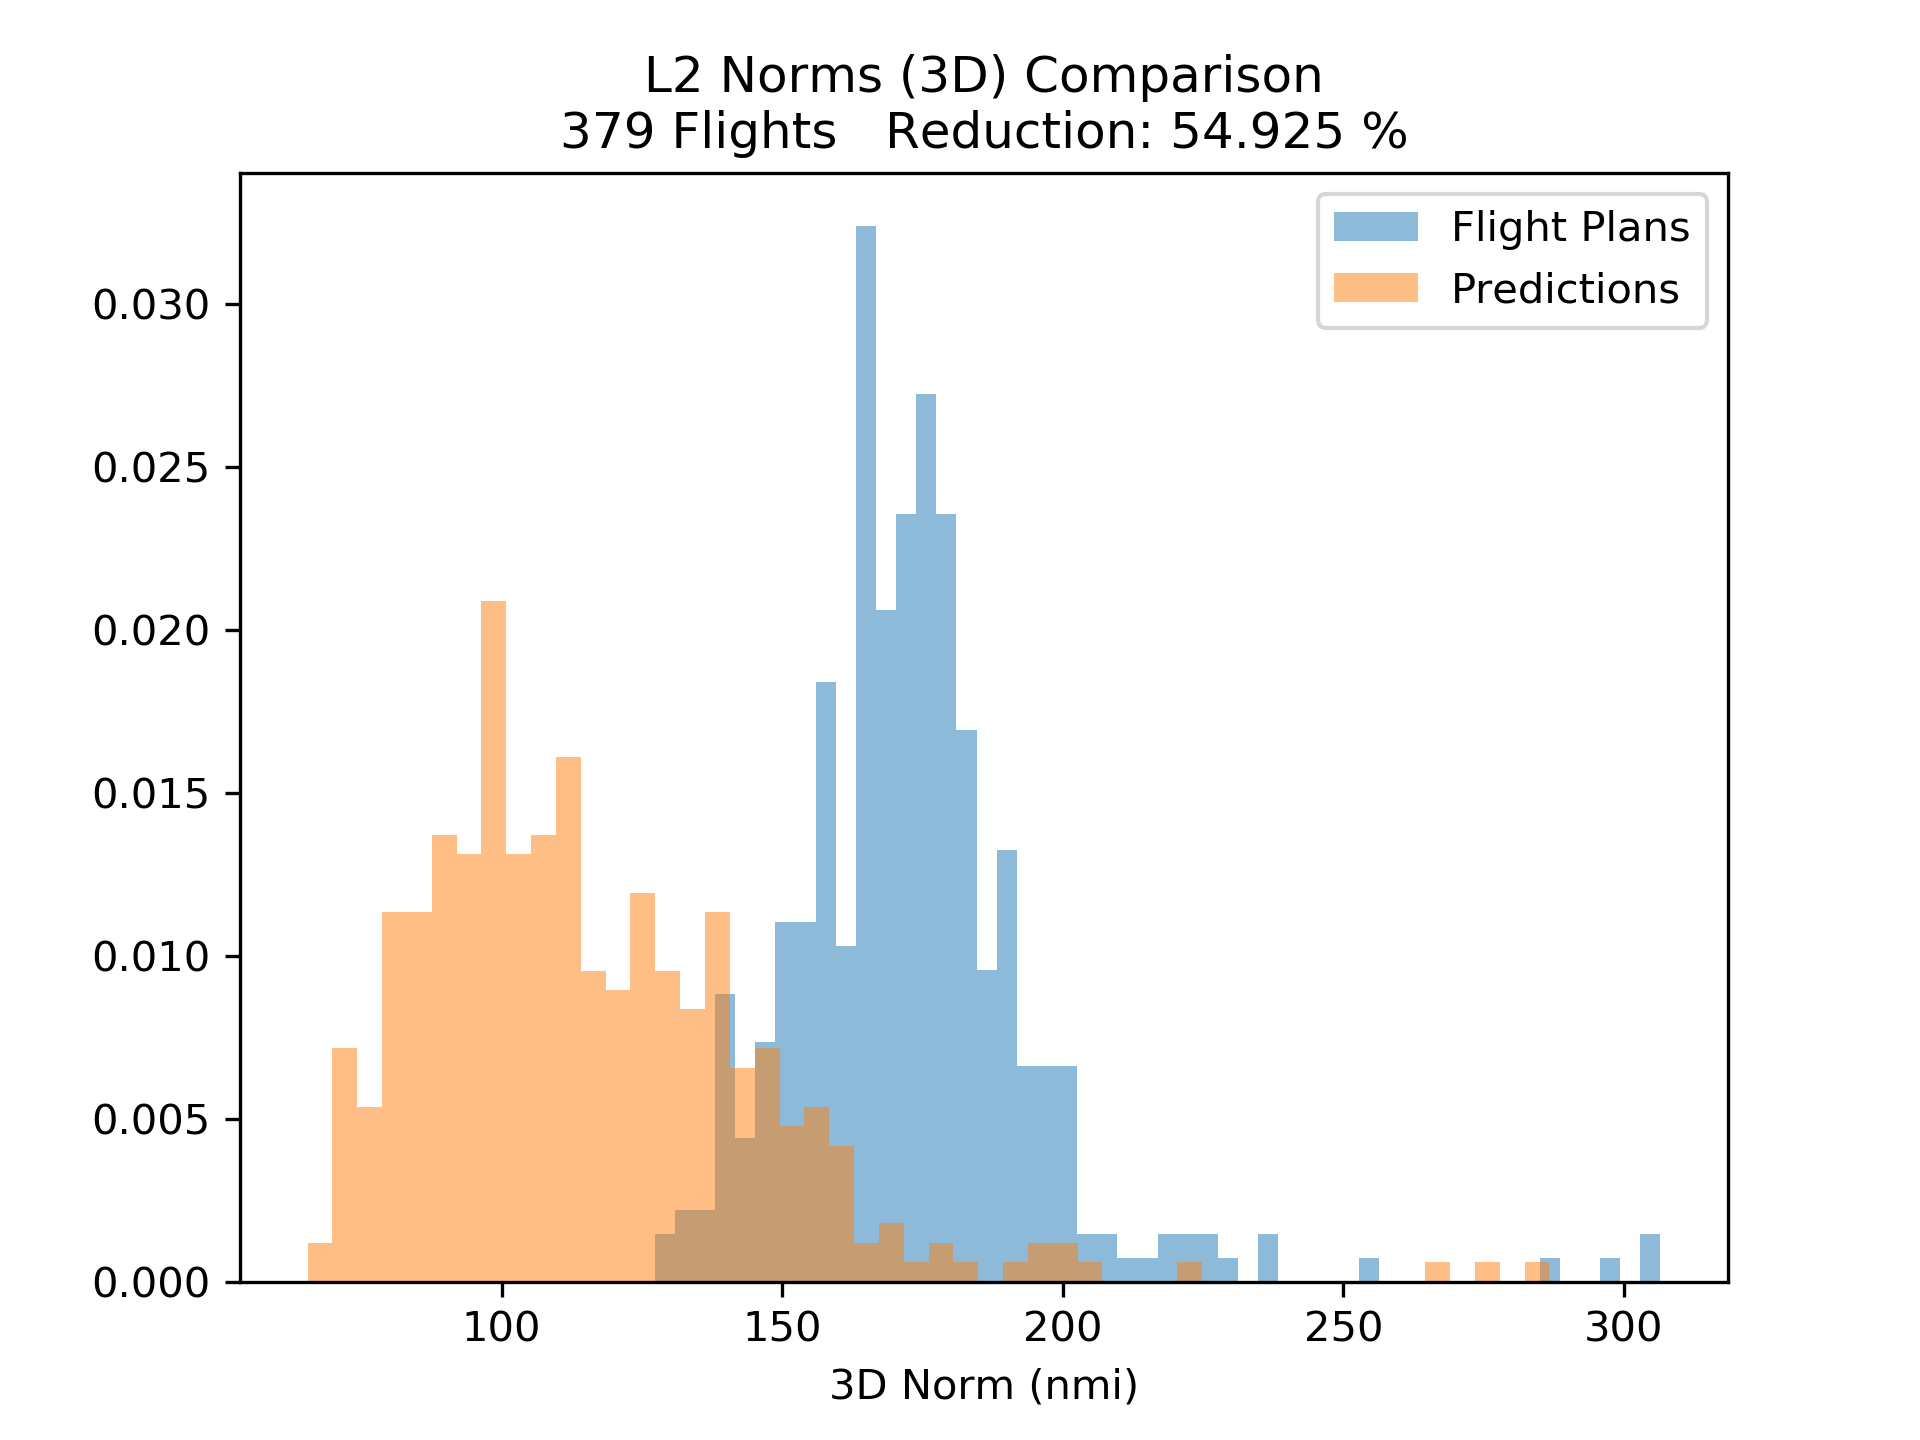 L2 Norms (3D) Comparison
379 Flights   Reduction: 54.925 %
Flight Plans
Predictions
0.030
0.025
0.020
0.015
0.010
0.005
0.000
100 150 200 250 300
3D Norm (nmi)